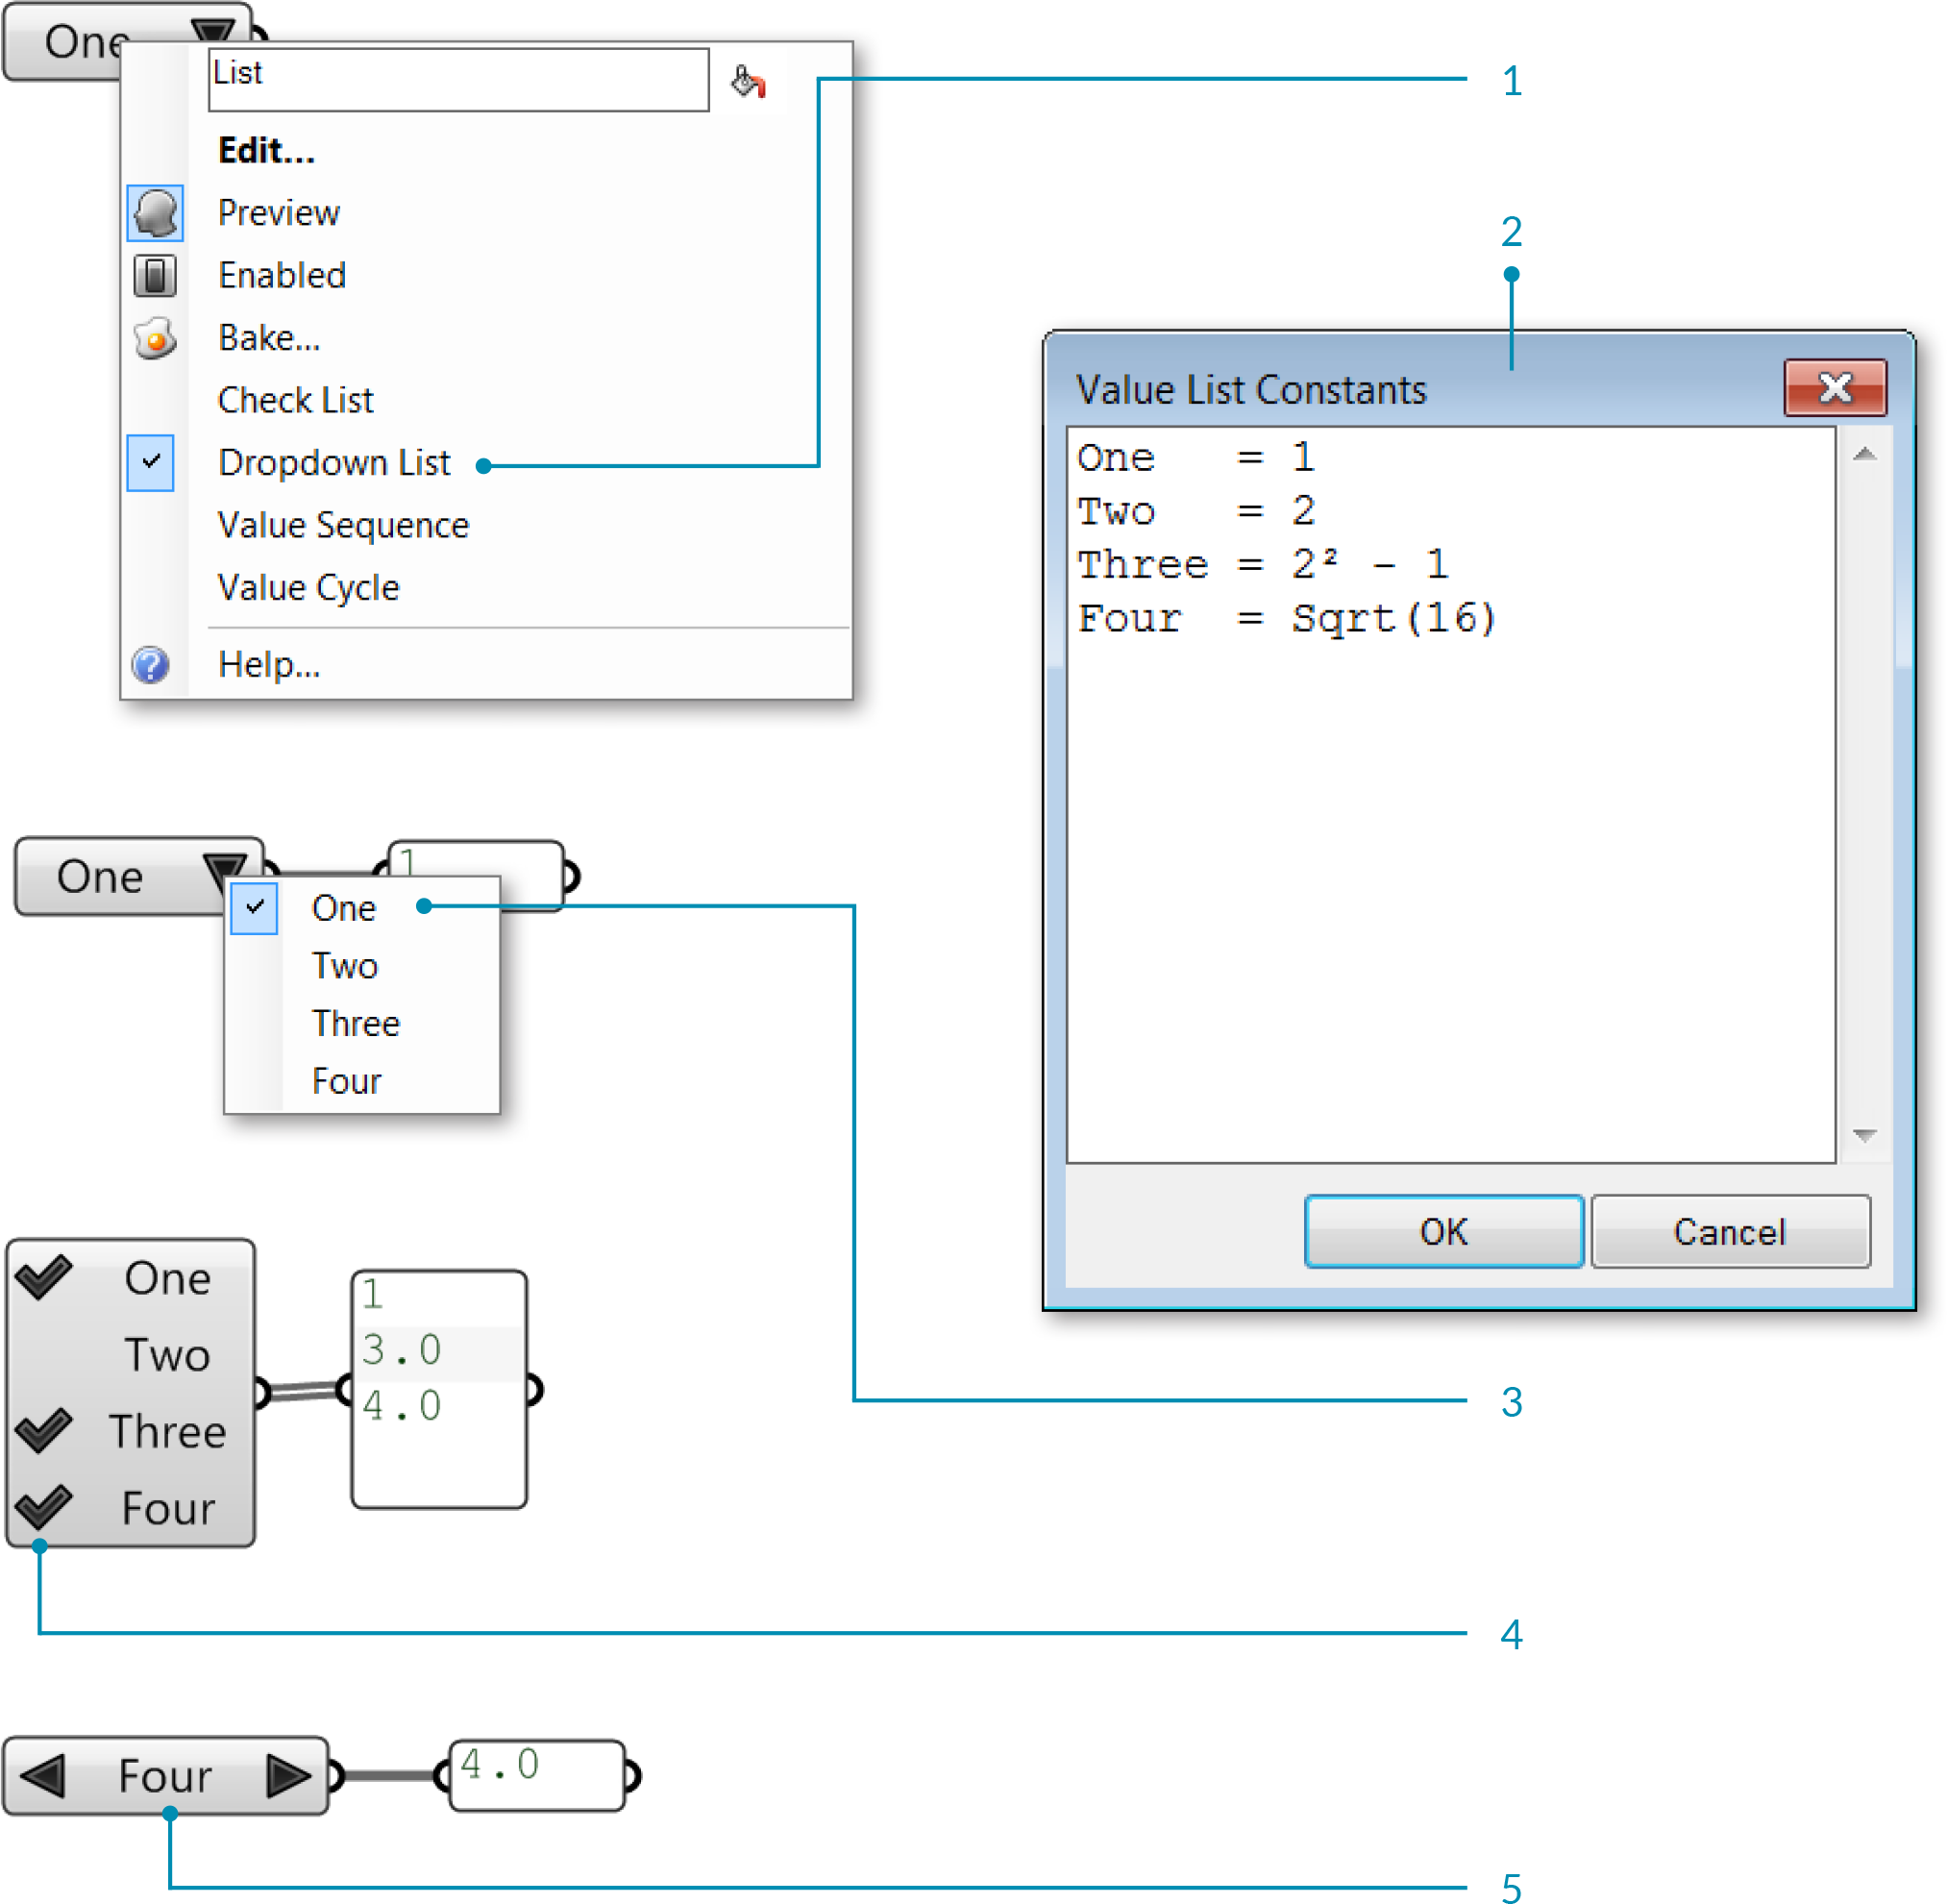 One
List
Edit...
Preview
Enabled
Bake...
Check List
Dropdown List
Value Sequence
Value Cycle
Help...
1
2
Value List Constants
One = 1
Two = 2
Three = 2² - 1
Four = Sqrt(16)
OK Cancel
One
1
One
Two
Three
Four
3
One
Two
Three
Four
1
3.0
4.0
4
Four
4.0
5